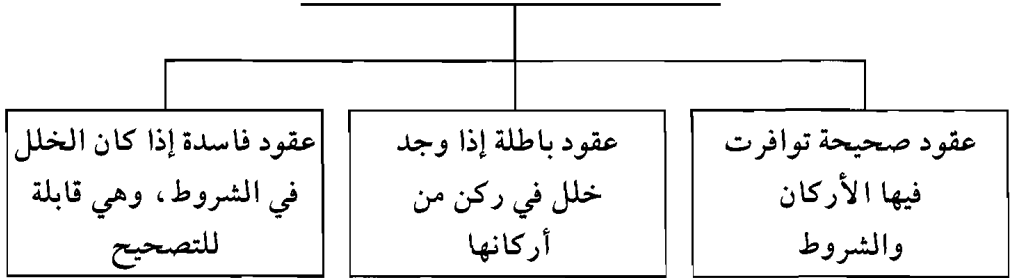 عقود صحيحة توافرت
فيها الأركان
والشروط
عقود باطلة إذا وجد
خلل في ركن من
أركانها
عقود فاسدة إذا كان الخلل
في الشروط، وهي قابلة
للتصحيح